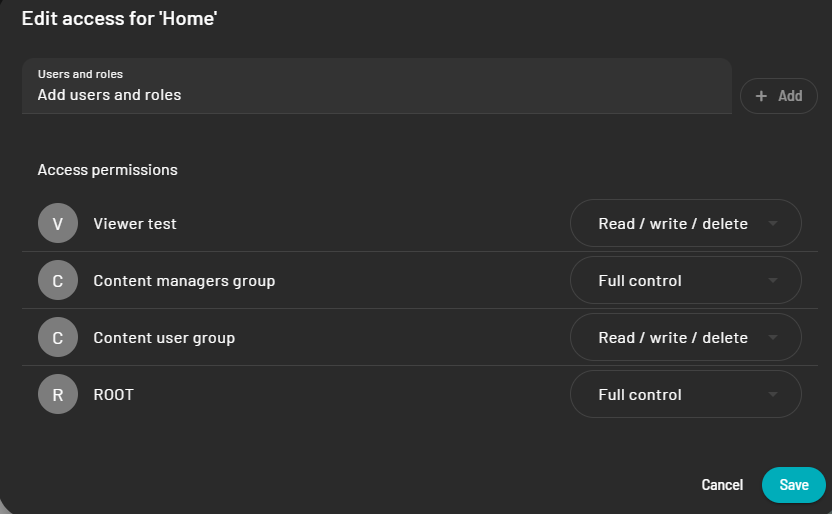 Edit access for 'Home'
Users and roles
Add users and roles
+ Add
Access permissions
V Viewer test Read / write / delete
C Content managers group Full control
C Content user group Read / write / delete
R ROOT Full control
Cancel Save